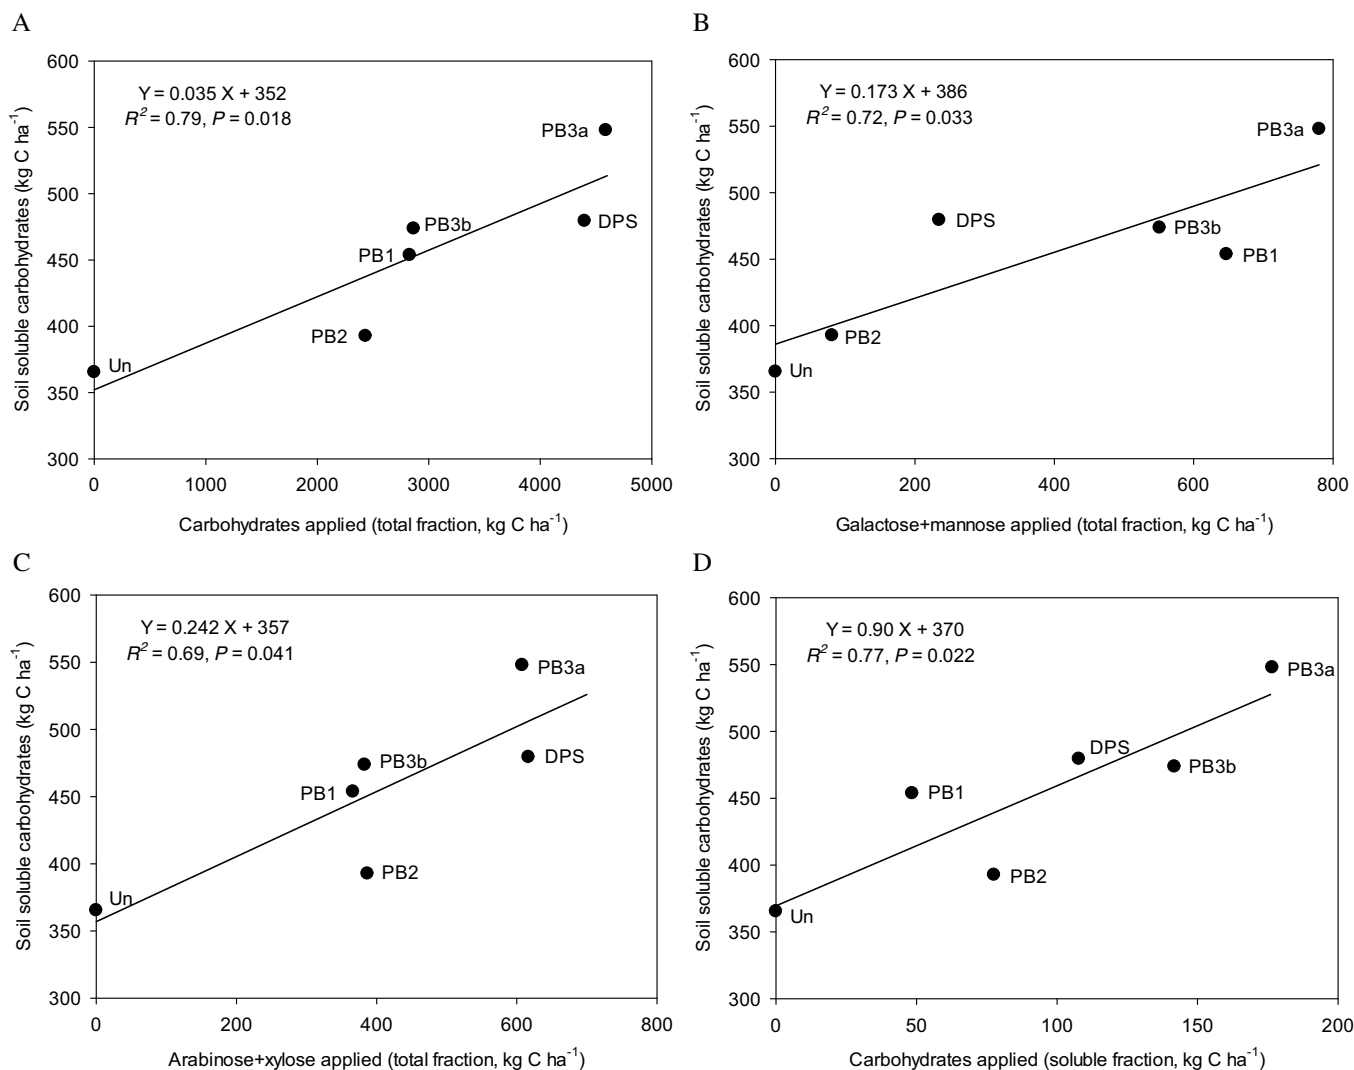 A
Soil soluble carbohydrates (kg C ha⁻¹)
600
550
500
450
400
350
300
Y = 0.035 X + 352
R² = 0.79, P = 0.018
PB3a
PB3b
DPS
PB1
PB2
Un
0 1000 2000 3000 4000 5000
Carbohydrates applied (total fraction, kg C ha⁻¹)
B
Soil soluble carbohydrates (kg C ha⁻¹)
600
550
500
450
400
350
300
Y = 0.173 X + 386
R² = 0.72, P = 0.033
PB3a
DPS
PB3b
PB1
PB2
Un
0 200 400 600 800
Galactose+mannose applied (total fraction, kg C ha⁻¹)
C
Soil soluble carbohydrates (kg C ha⁻¹)
600
550
500
450
400
350
300
Y = 0.242 X + 357
R² = 0.69, P = 0.041
PB3a
PB3b
DPS
PB1
PB2
Un
0 200 400 600 800
Arabinose+xylose applied (total fraction, kg C ha⁻¹)
D
Soil soluble carbohydrates (kg C ha⁻¹)
600
550
500
450
400
350
300
Y = 0.90 X + 370
R² = 0.77, P = 0.022
PB3a
DPS
PB3b
PB1
PB2
Un
0 50 100 150 200
Carbohydrates applied (soluble fraction, kg C ha⁻¹)